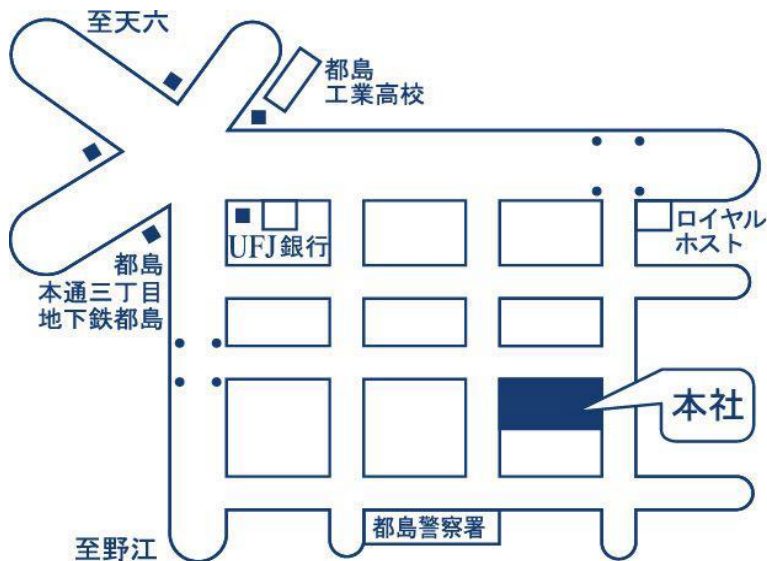 至天六
都島
工業高校
UFJ銀行
ロイヤル
ホスト
都島
本通三丁目
地下鉄都島
本社
都島警察署
至野江